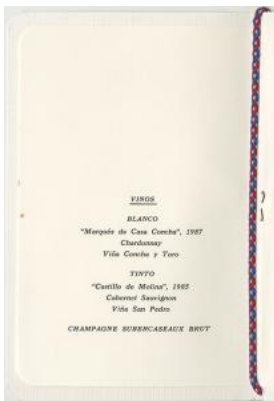 VINOS
BLANCO
"Marqués de Casa Concha", 1987
Chardonnay
Viña Concha y Toro
TINTO
"Castillo de Molina", 1985
Cabernet Sauvignon
Viña San Pedro
CHAMPAGNE SUBERCASEAUX BRUT